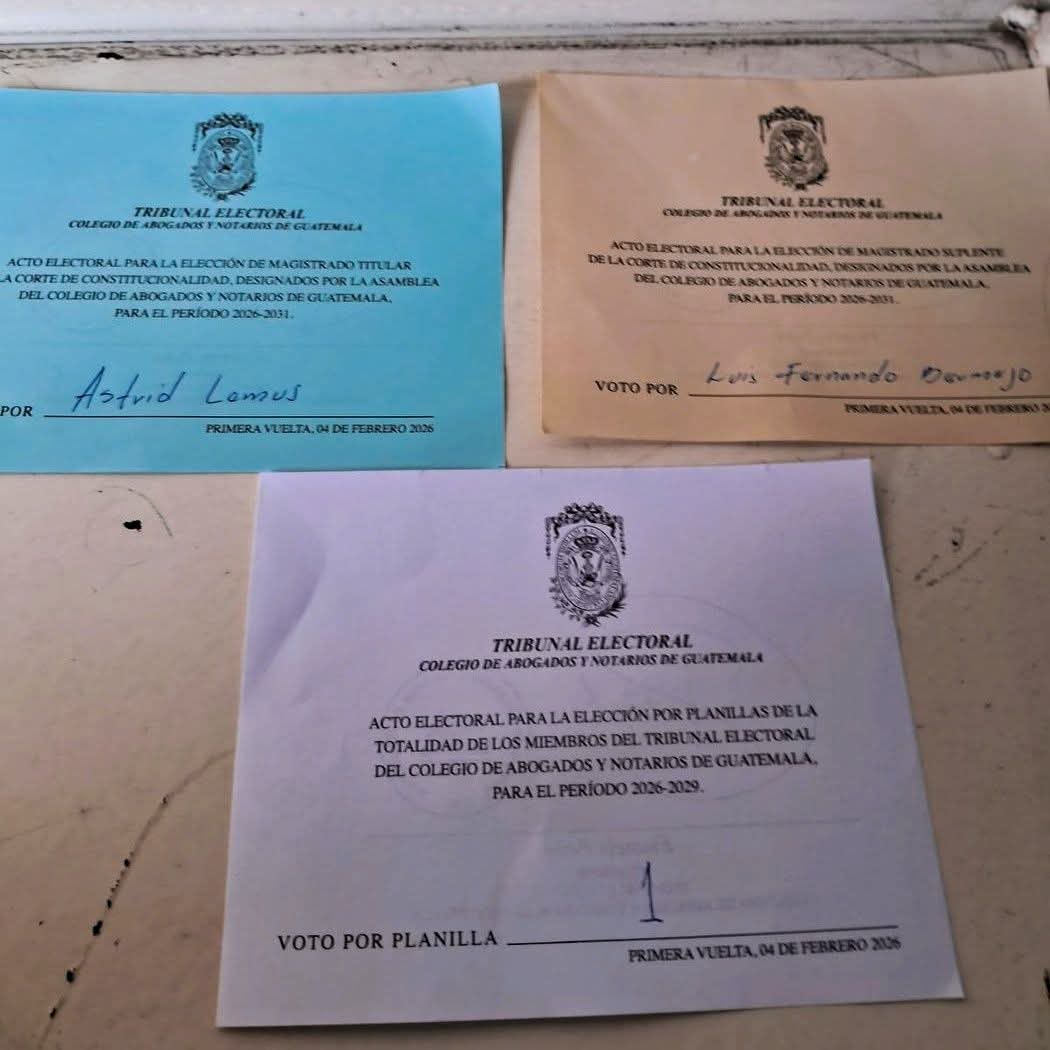 TRIBUNAL ELECTORAL
COLEGIO DE ABOGADOS Y NOTARIOS DE GUATEMALA
ACTO ELECTORAL PARA LA ELECCIÓN DE MAGISTRADO TITULAR
LA CORTE DE CONSTITUCIONALIDAD, DESIGNADOS POR LA ASAMBLEA
DEL COLEGIO DE ABOGADOS Y NOTARIOS DE GUATEMALA,
PARA EL PERÍODO 2026-2031.
POR Astrid Lemus
PRIMERA VUELTA, 04 DE FEBRERO 2026
TRIBUNAL ELECTORAL
COLEGIO DE ABOGADOS Y NOTARIOS DE GUATEMALA
ACTO ELECTORAL PARA LA ELECCIÓN DE MAGISTRADO SUPLENTE
DE LA CORTE DE CONSTITUCIONALIDAD, DESIGNADOS POR LA ASAMBLEA
DEL COLEGIO DE ABOGADOS Y NOTARIOS DE GUATEMALA,
PARA EL PERÍODO 2026-2031.
VOTO POR Luis Fernando Bermejo
PRIMERA VUELTA, 04 DE FEBRERO
TRIBUNAL ELECTORAL
COLEGIO DE ABOGADOS Y NOTARIOS DE GUATEMALA
ACTO ELECTORAL PARA LA ELECCIÓN POR PLANILLAS DE LA
TOTALIDAD DE LOS MIEMBROS DEL TRIBUNAL ELECTORAL
DEL COLEGIO DE ABOGADOS Y NOTARIOS DE GUATEMALA,
PARA EL PERÍODO 2026-2029.
VOTO POR PLANILLA 1
PRIMERA VUELTA, 04 DE FEBRERO 2026